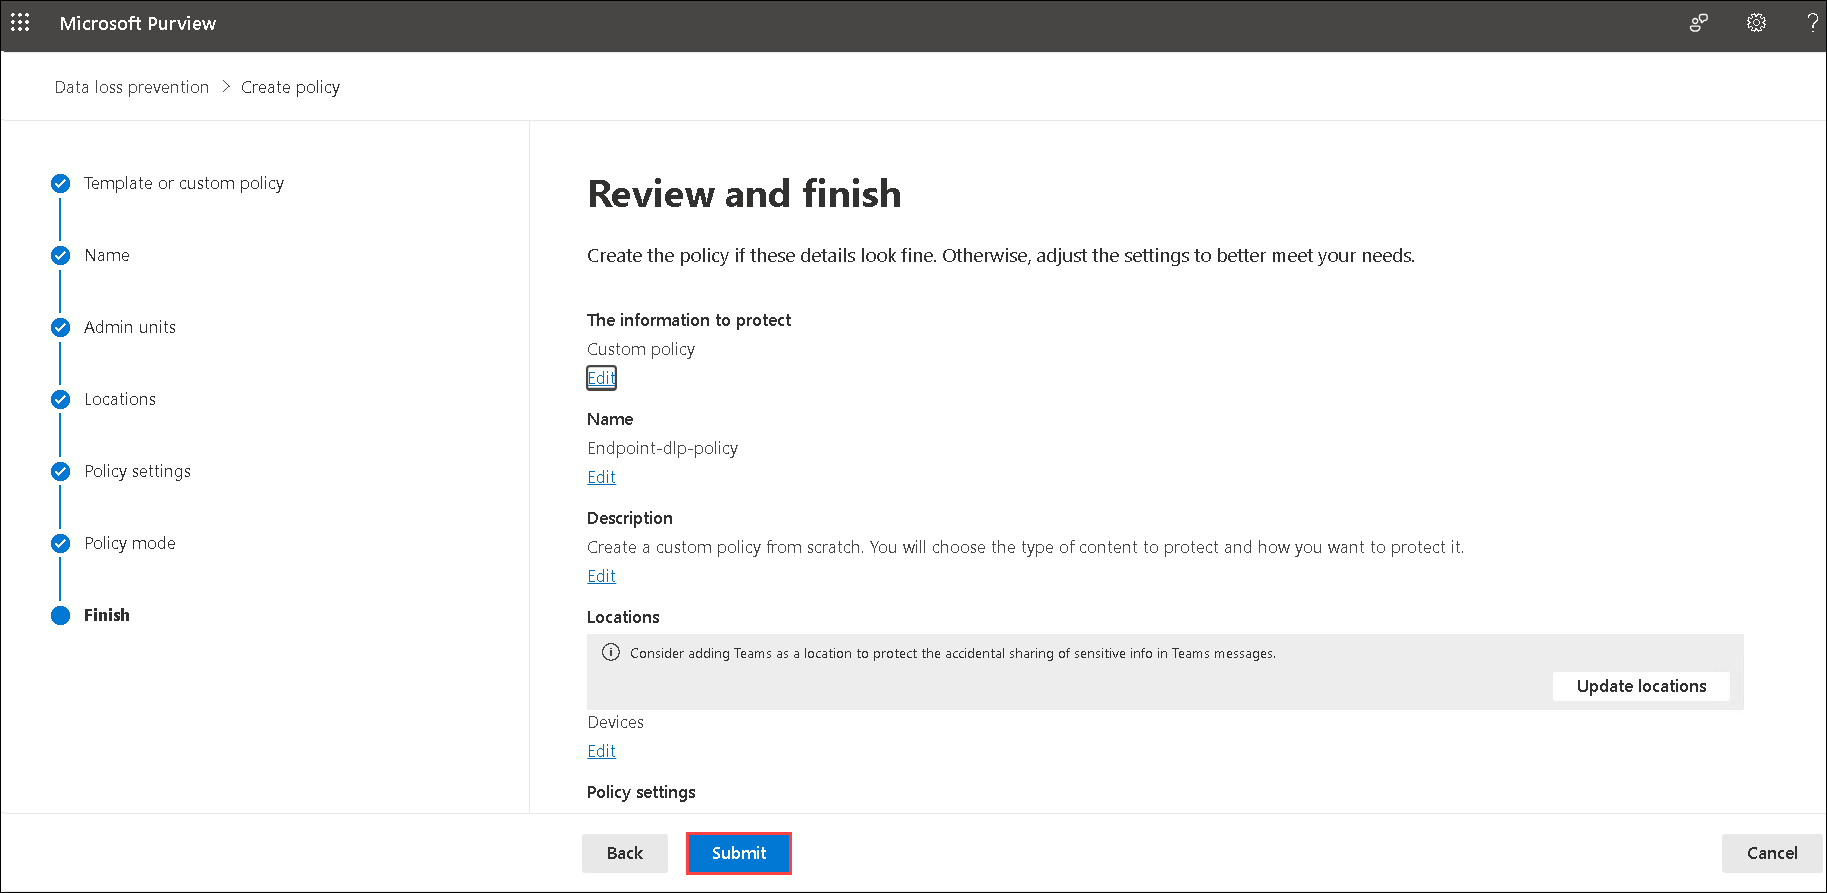 Microsoft Purview
?
Data loss prevention > Create policy
Template or custom policy
Name
Admin units
Locations
Policy settings
Policy mode
Finish
Review and finish
Create the policy if these details look fine. Otherwise, adjust the settings to better meet your needs.
The information to protect
Custom policy
Edit
Name
Endpoint-dlp-policy
Edit
Description
Create a custom policy from scratch. You will choose the type of content to protect and how you want to protect it.
Edit
Locations
Consider adding Teams as a location to protect the accidental sharing of sensitive info in Teams messages.
Update locations
Devices
Edit
Policy settings
Back
Submit
Cancel